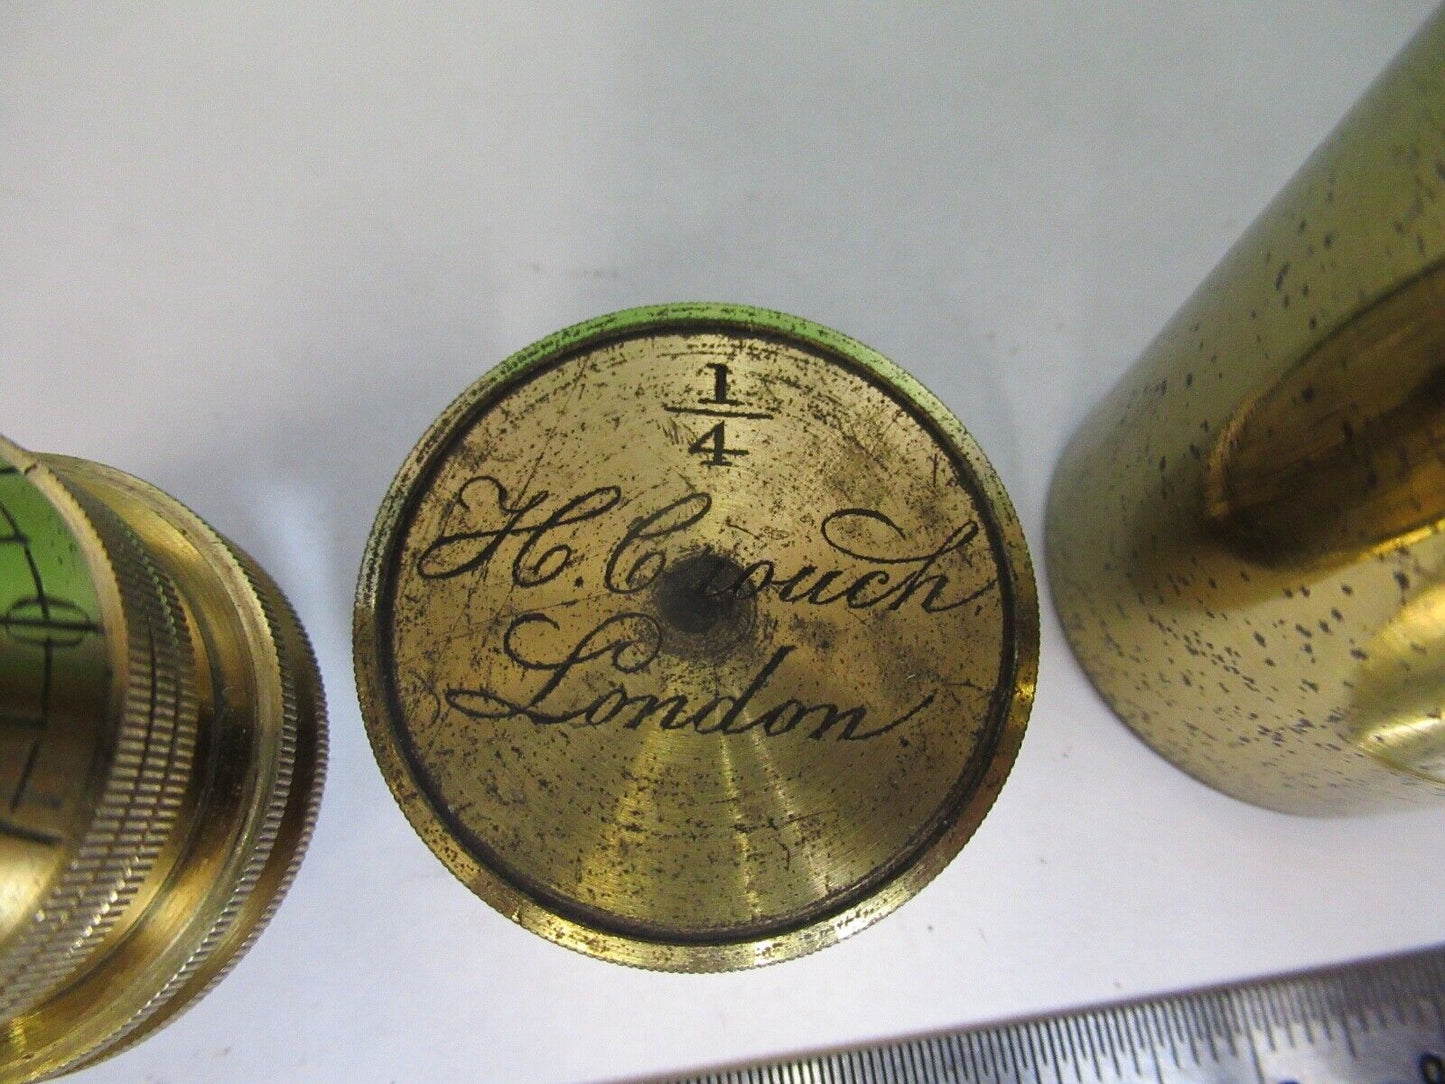 1/4
H. Crouch,
London